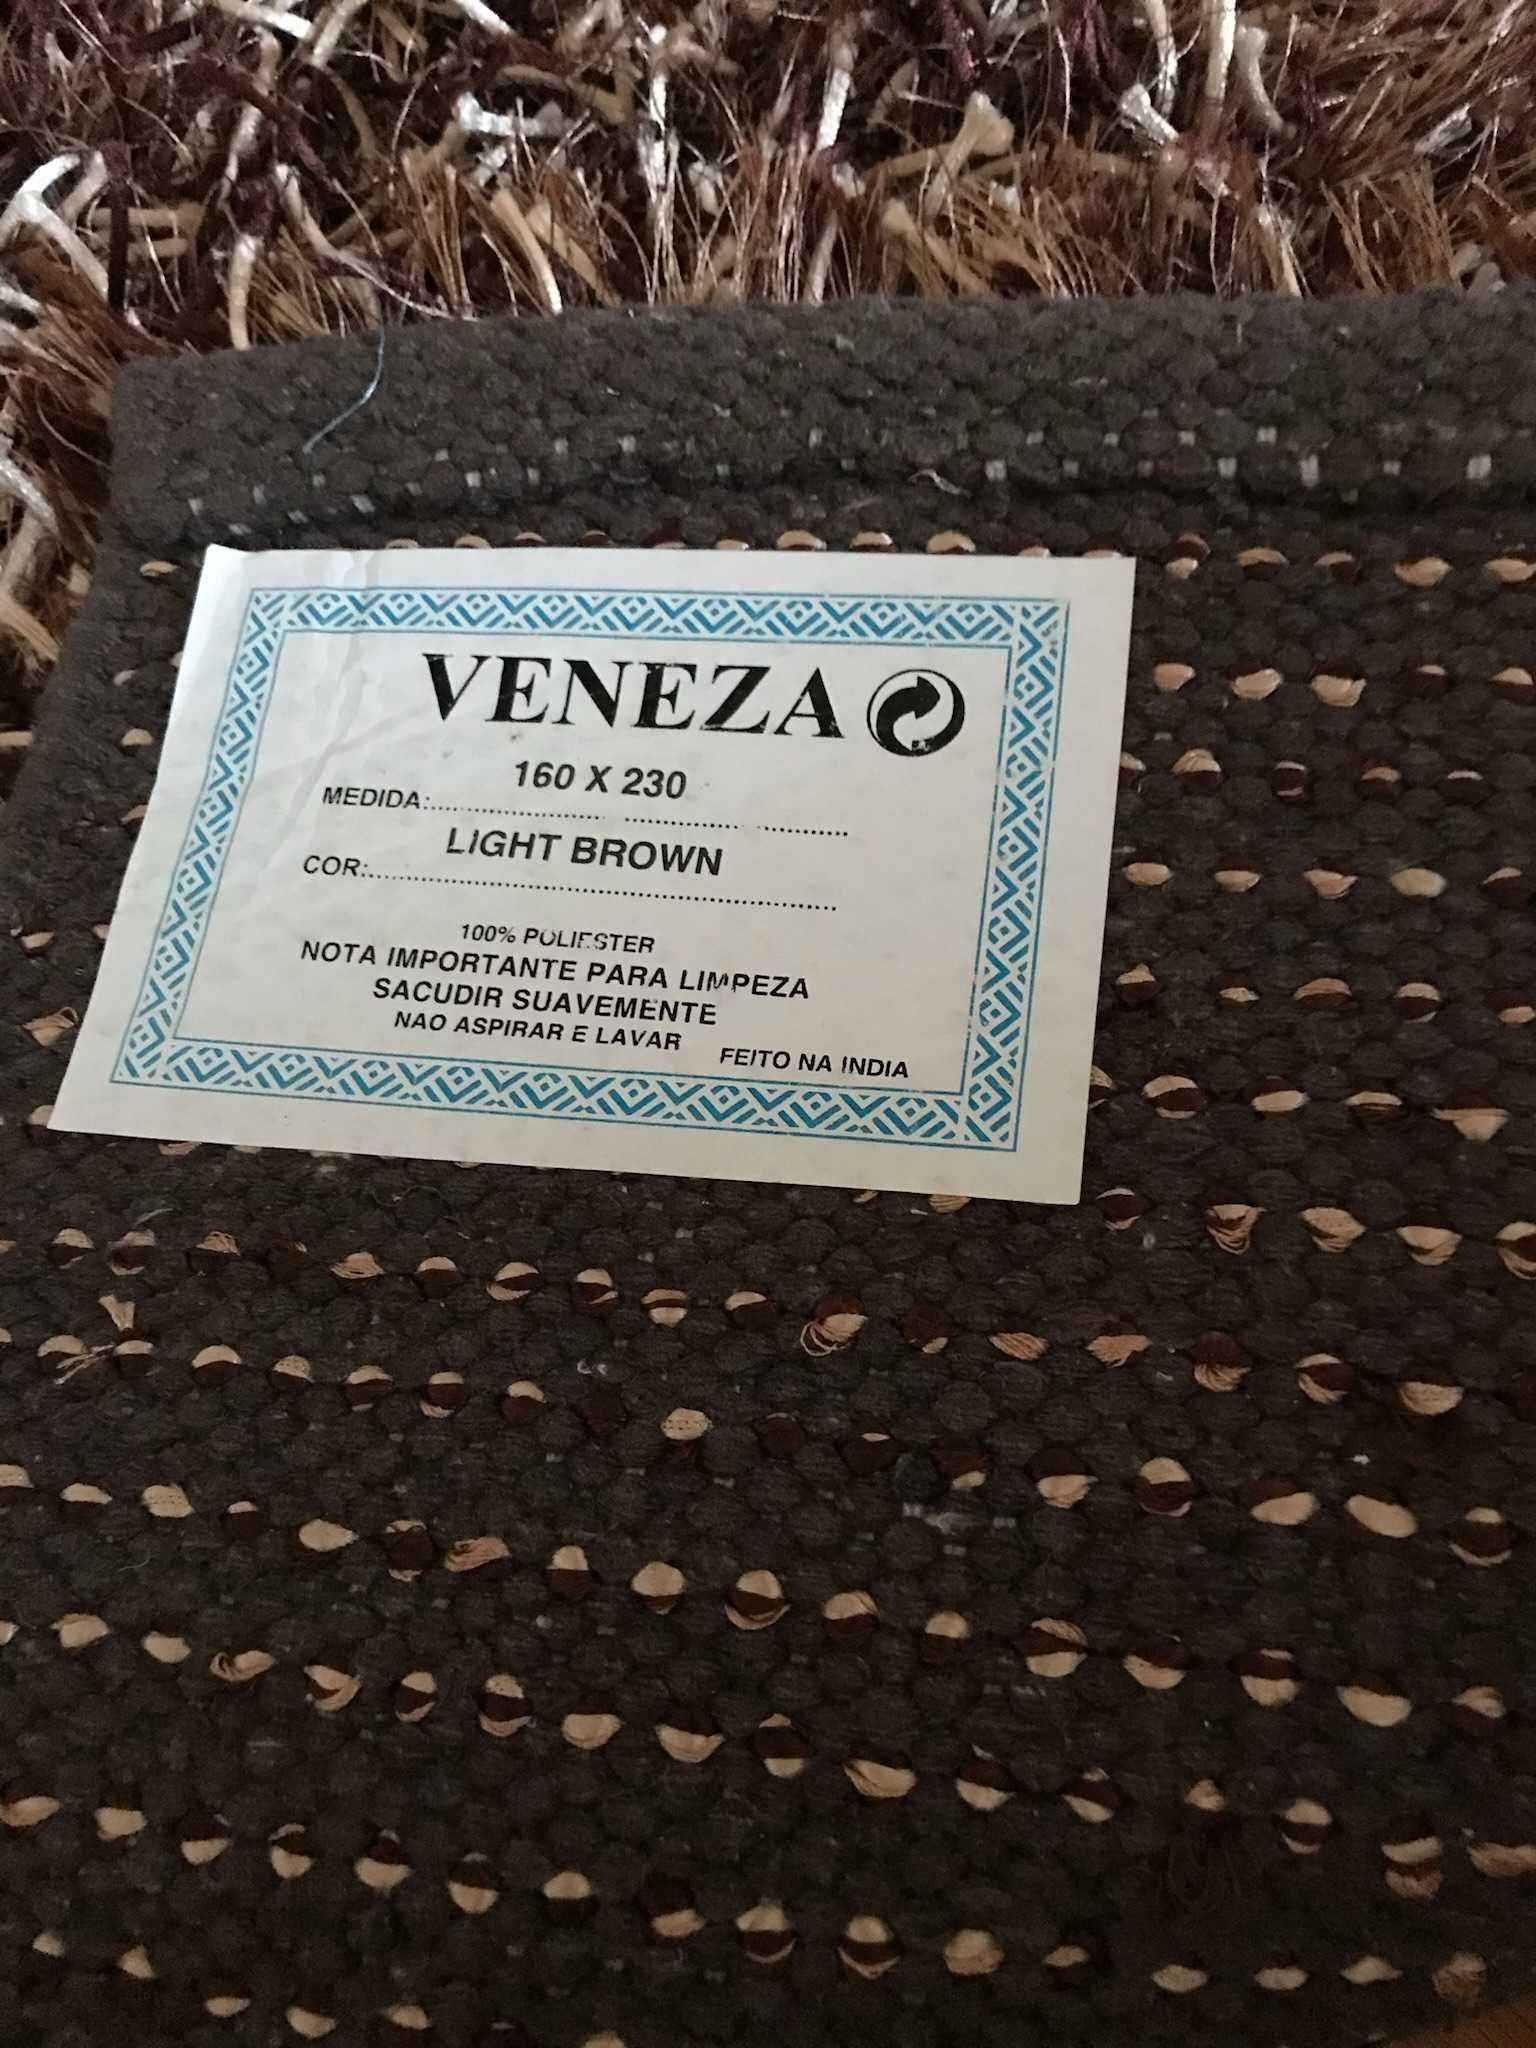 VENEZA
160 X 230
MEDIDA:
LIGHT BROWN
COR:
100% POLIESTER
NOTA IMPORTANTE PARA LIMPEZA
SACUDIR SUAVEMENTE
NAO ASPIRAR E LAVAR
FEITO NA INDIA